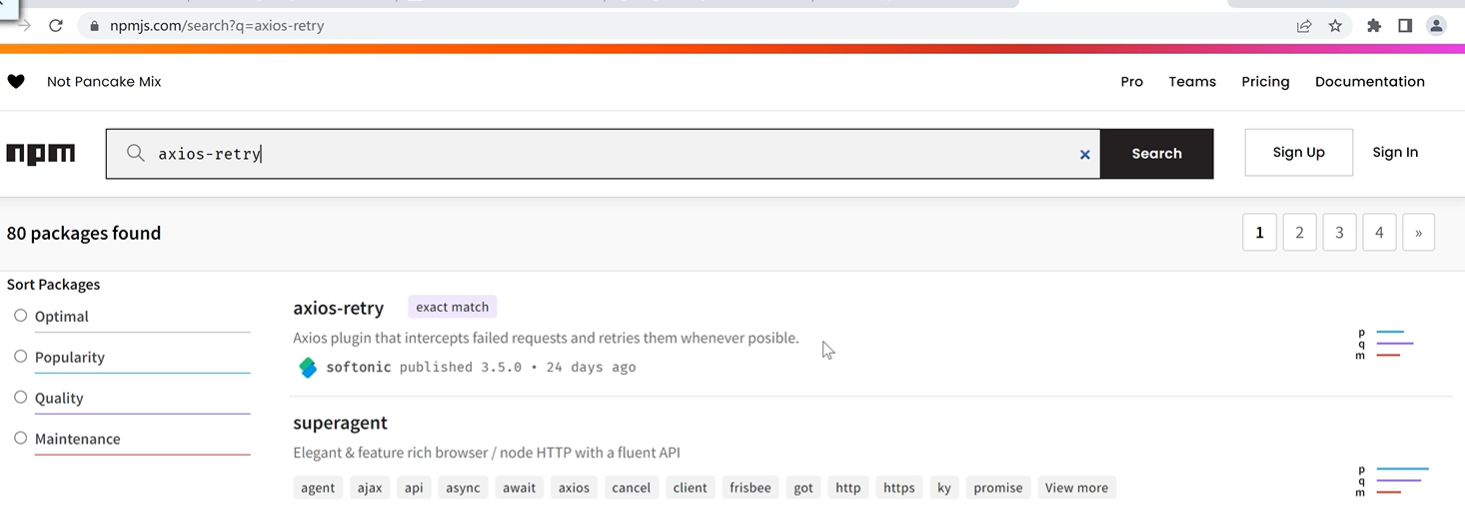 npmjs.com/search?q=axios-retry
Not Pancake Mix
Pro Teams Pricing Documentation
npm
axios-retry
× Search
Sign Up Sign In
80 packages found
1 2 3 4 »
Sort Packages
Optimal
Popularity
Quality
Maintenance
axios-retry exact match
Axios plugin that intercepts failed requests and retries them whenever posible.
softonic published 3.5.0 • 24 days ago
p
q
m
superagent
Elegant & feature rich browser / node HTTP with a fluent API
agent ajax api async await axios cancel client frisbee got http https ky promise View more
p
q
m